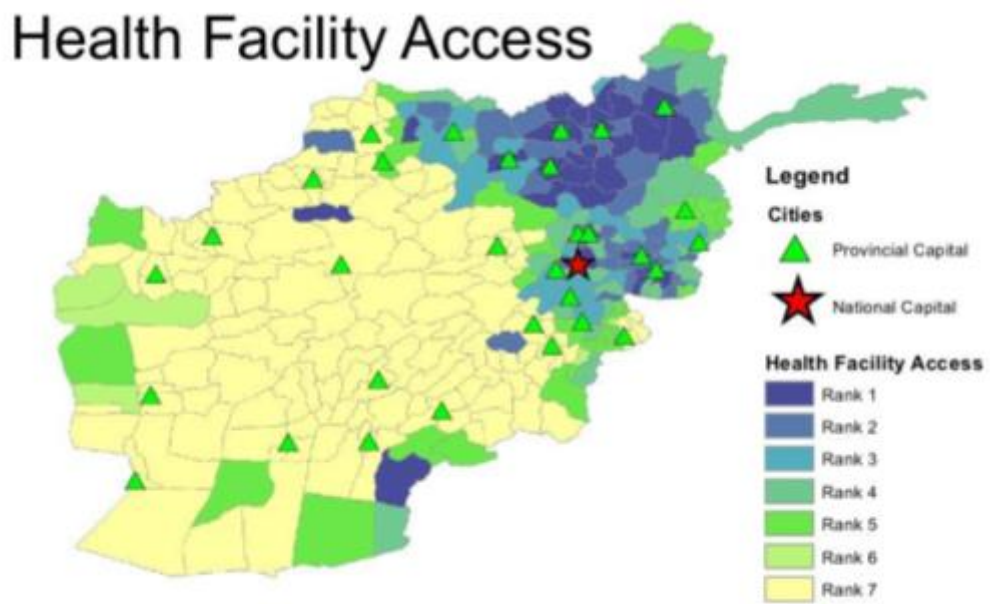 Health Facility Access
Legend
Cities
Provincial Capital
National Capital
Health Facility Access
Rank 1
Rank 2
Rank 3
Rank 4
Rank 5
Rank 6
Rank 7